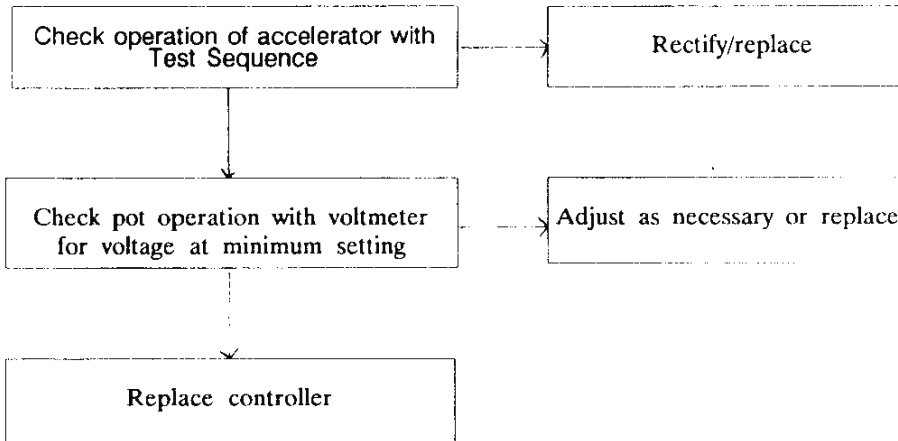 Check operation of accelerator with
Test Sequence
Rectify/replace
Check pot operation with voltmeter
for voltage at minimum setting
Adjust as necessary or replace
Replace controller